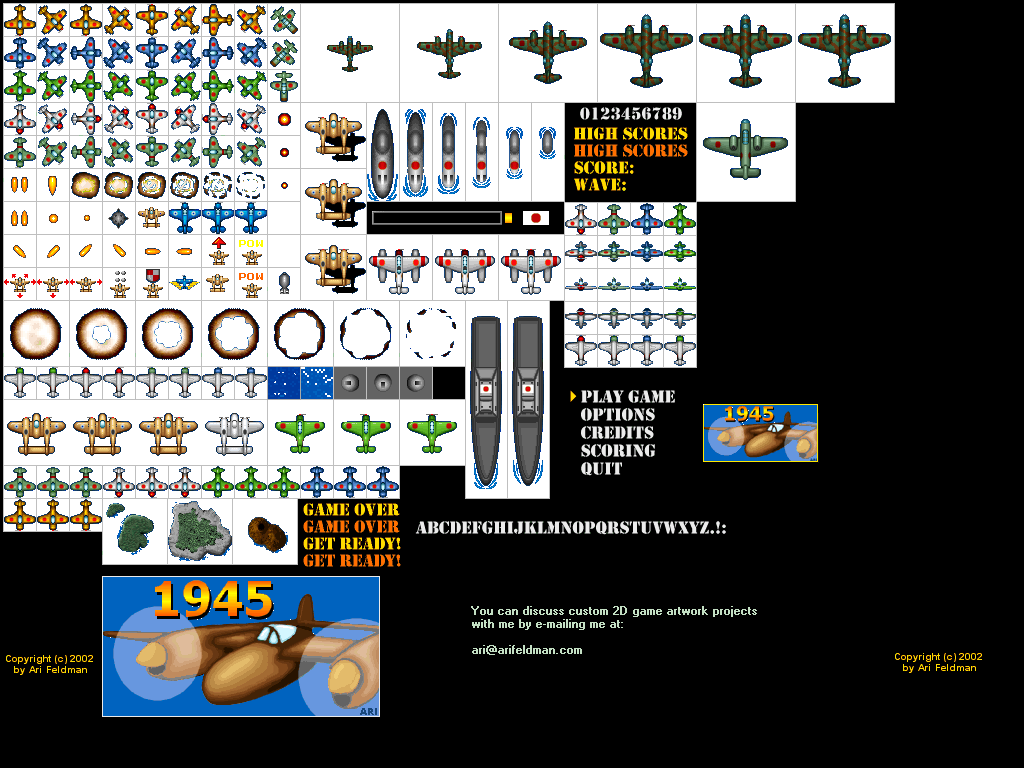 0123456789
HIGH SCORES
HIGH SCORES
SCORE:
WAVE:
POW
POW
PLAY GAME
OPTIONS
CREDITS
SCORING
QUIT
1945
GAME OVER
GAME OVER
GET READY!
GET READY!
ABCDEFGHIJKLMNOPQRSTUVWXYZ.!:
1945
ARI
You can discuss custom 2D game artwork projects
with me by e-mailing me at:
ari@arifeldman.com
Copyright (c) 2002
by Ari Feldman
Copyright (c) 2002
by Ari Feldman